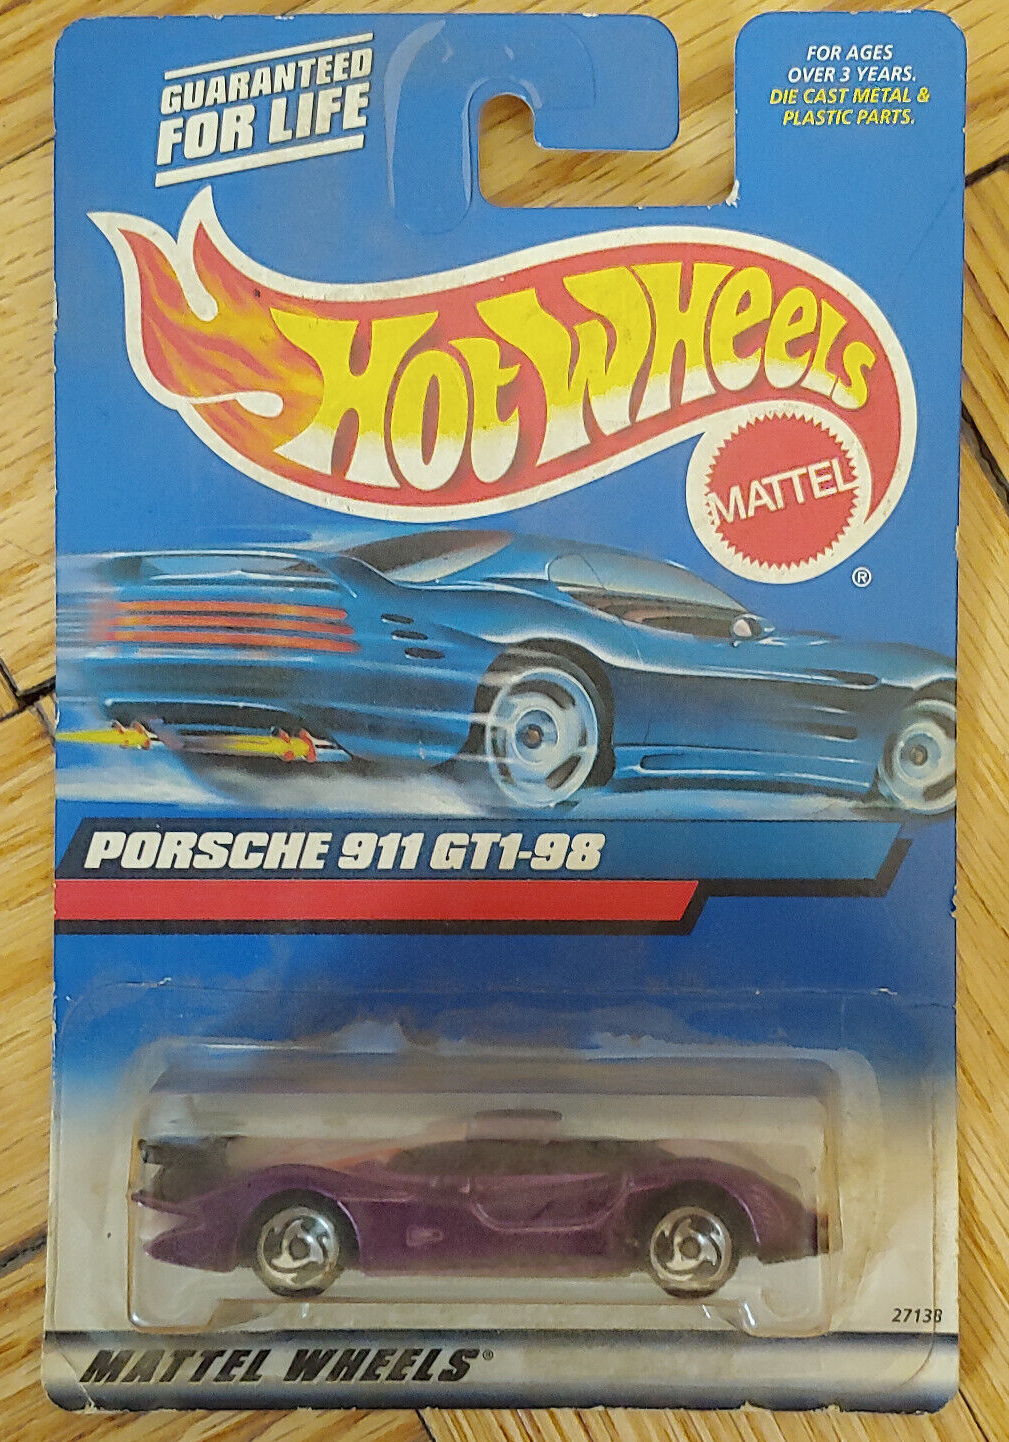 GUARANTEED
FOR LIFE
FOR AGES
OVER 3 YEARS.
DIE CAST METAL &
PLASTIC PARTS.
HOT WHEELS
MATTEL
®
PORSCHE 911 GT1-98
27138
MATTEL WHEELS®